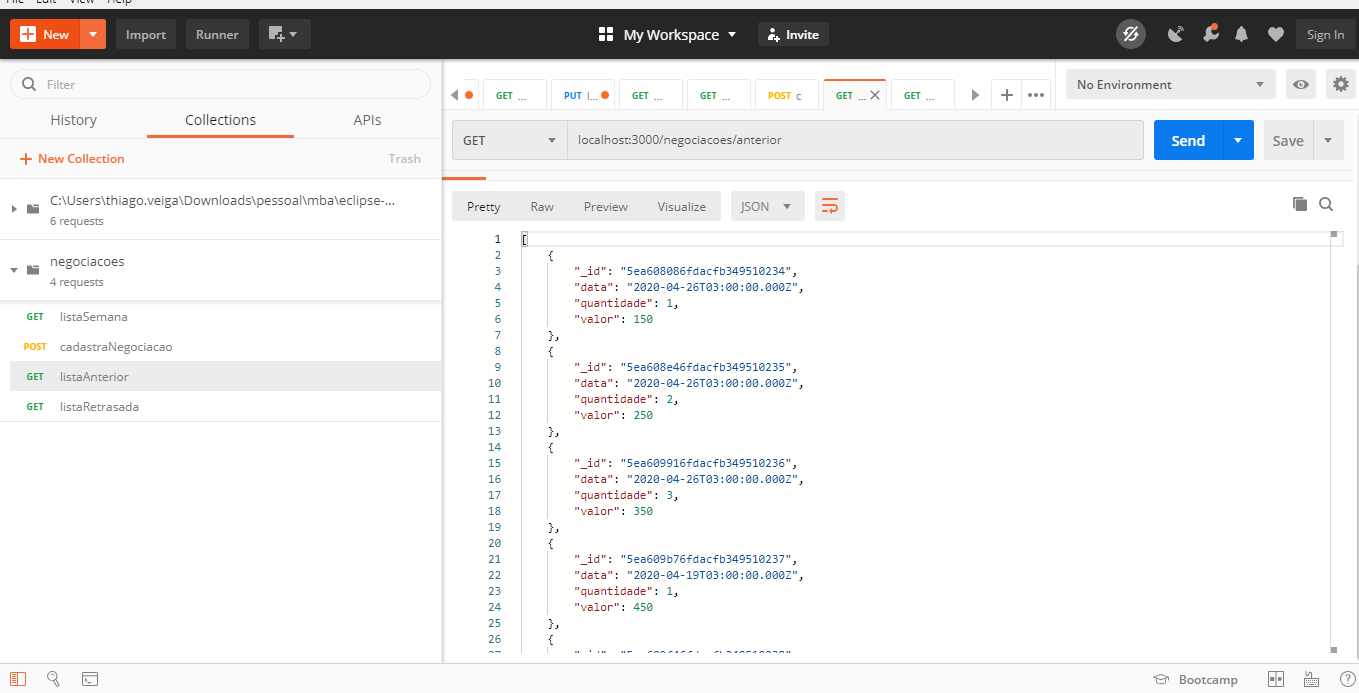 File Edit View Help
New
Import
Runner
My Workspace
Invite
Sign In
Filter
History
Collections
APIs
+ New Collection
Trash
C:\Users\thiago.veiga\Downloads\pessoal\mba\eclipse-...
6 requests
negociacoes
4 requests
GET listaSemana
POST cadastraNegociacao
GET listaAnterior
GET listaRetrasada
GET ...
PUT l...
GET ...
GET ...
POST c
GET ...
GET ...
No Environment
GET
localhost:3000/negociacoes/anterior
Send
Save
Pretty
Raw
Preview
Visualize
JSON
1 [
2 {
3 "_id": "5ea608086fdacfb349510234",
4 "data": "2020-04-26T03:00:00.000Z",
5 "quantidade": 1,
6 "valor": 150
7 },
8 {
9 "_id": "5ea608e46fdacfb349510235",
10 "data": "2020-04-26T03:00:00.000Z",
11 "quantidade": 2,
12 "valor": 250
13 },
14 {
15 "_id": "5ea609916fdacfb349510236",
16 "data": "2020-04-26T03:00:00.000Z",
17 "quantidade": 3,
18 "valor": 350
19 },
20 {
21 "_id": "5ea609b76fdacfb349510237",
22 "data": "2020-04-19T03:00:00.000Z",
23 "quantidade": 1,
24 "valor": 450
25 },
26 {
Bootcamp